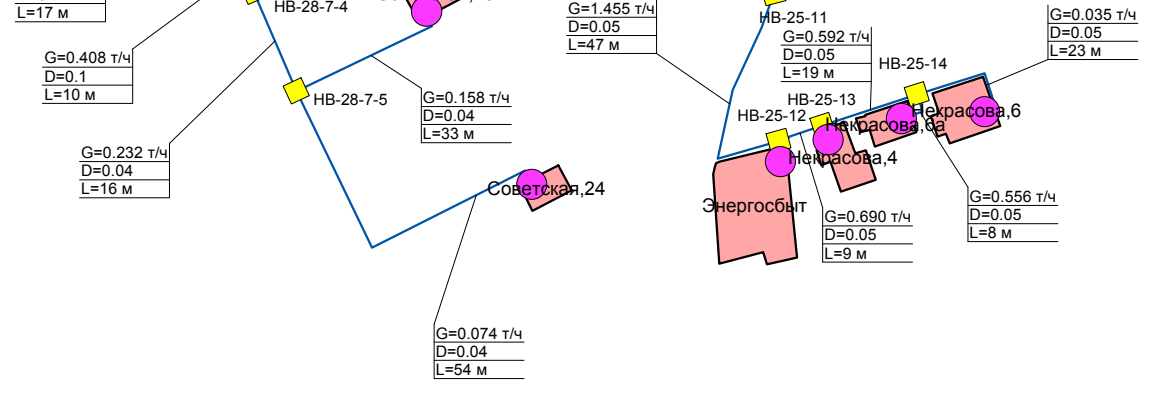 L=17 м
НВ-28-7-4
G=0.408 т/ч
D=0.1
L=10 м
НВ-28-7-5
G=0.158 т/ч
D=0.04
L=33 м
G=0.232 т/ч
D=0.04
L=16 м
Советская,24
G=0.074 т/ч
D=0.04
L=54 м
G=1.455 т/ч
D=0.05
L=47 м
НВ-25-11
G=0.592 т/ч
D=0.05
L=19 м
G=0.035 т/ч
D=0.05
L=23 м
НВ-25-14
НВ-25-13
НВ-25-12
Некрасова,6
Некрасова,6а
Некрасова,4
Энергосбыт
G=0.690 т/ч
D=0.05
L=9 м
G=0.556 т/ч
D=0.05
L=8 м